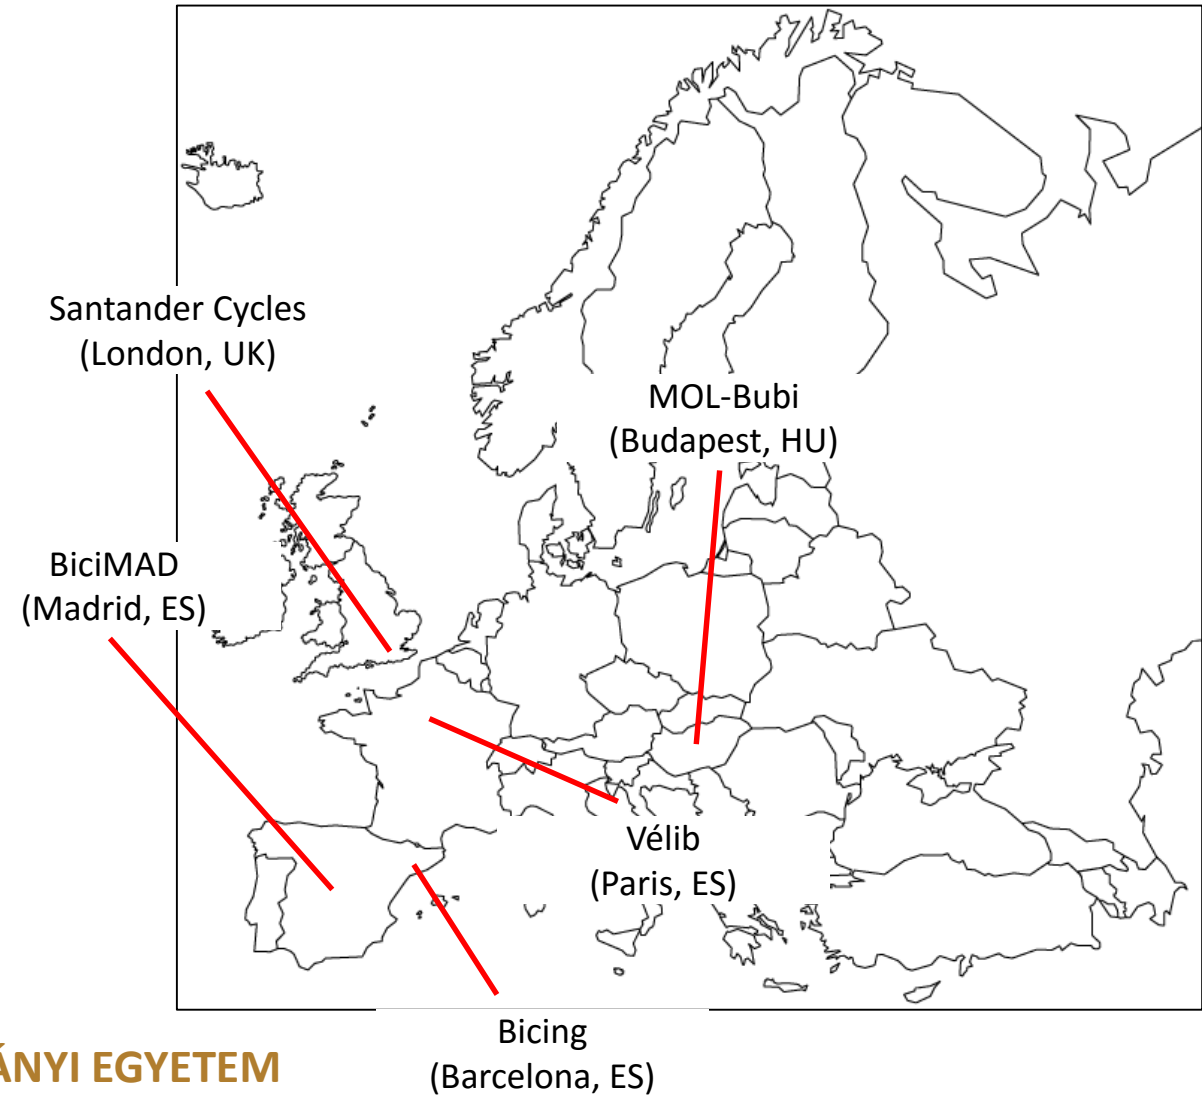 Santander Cycles
(London, UK)
MOL-Bubi
(Budapest, HU)
BiciMAD
(Madrid, ES)
Vélib
(Paris, ES)
Bicing
(Barcelona, ES)
ÁNYI EGYETEM